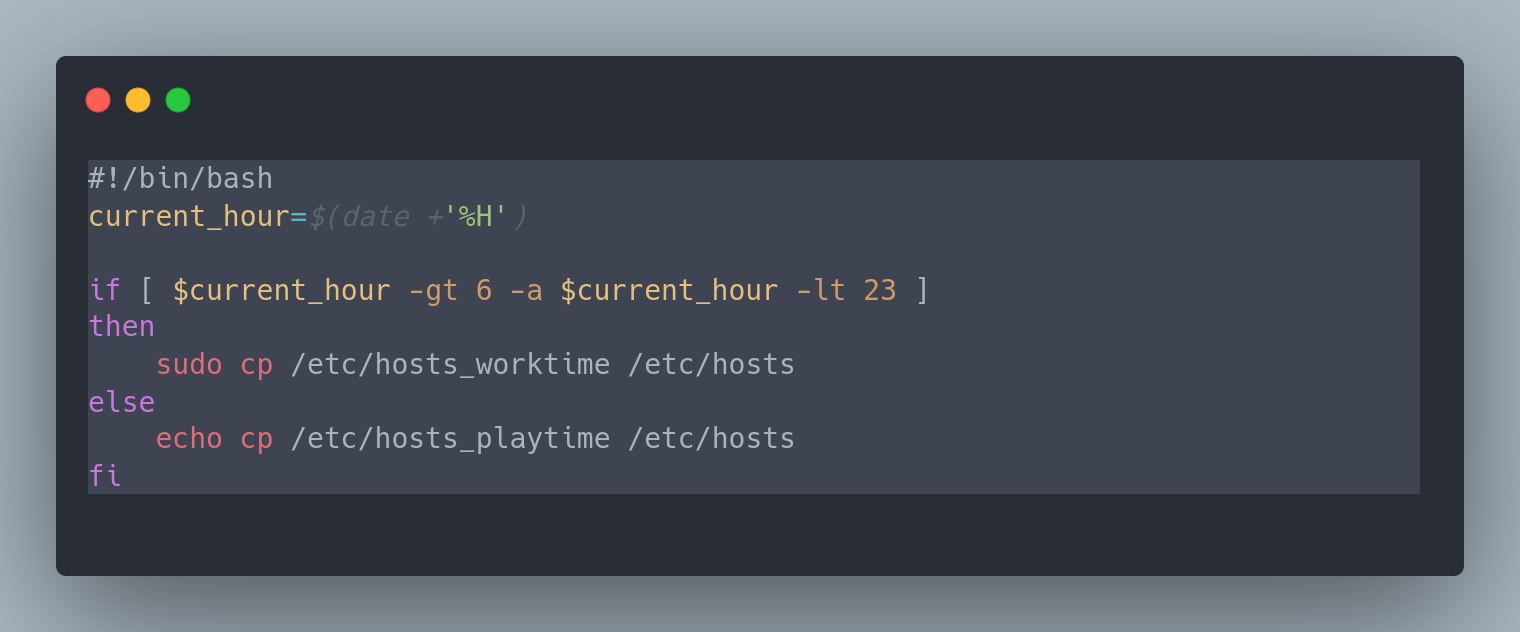 #!/bin/bash
current_hour=$(date +'%H')

if [ $current_hour -gt 6 -a $current_hour -lt 23 ]
then
    sudo cp /etc/hosts_worktime /etc/hosts
else
    echo cp /etc/hosts_playtime /etc/hosts
fi